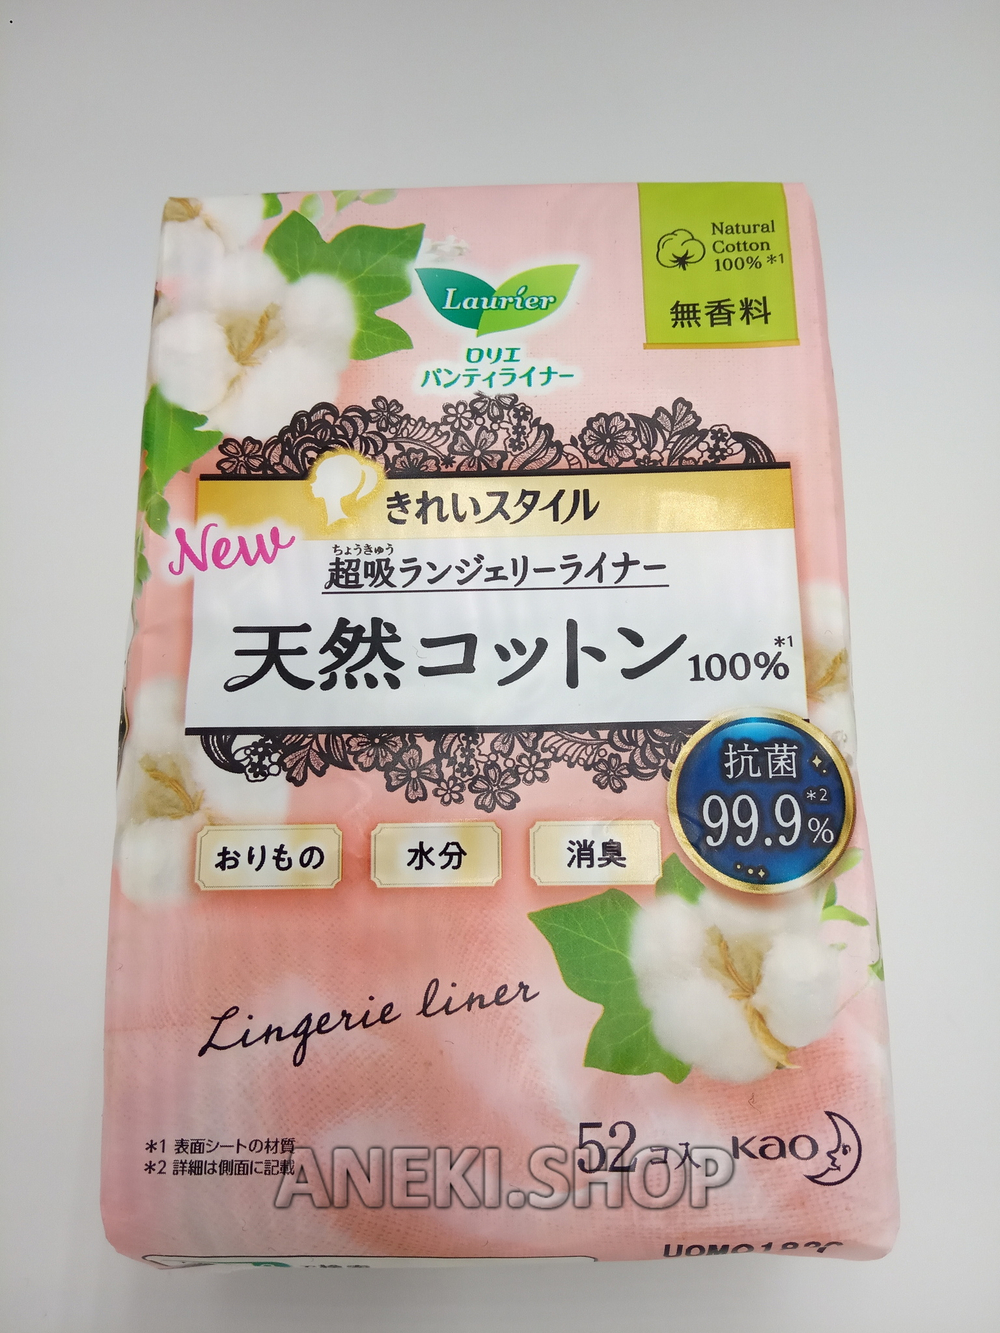 Natural
Cotton
100%*1
無香料
Laurier
ロリエ
パンティライナー
きれいスタイル
New
ちょうきゅう
超吸ランジェリーライナー
天然コットン100%*1
抗菌
99.9%*2
おりもの
水分
消臭
Lingerie liner
*1 表面シートの材質
*2 詳細は側面に記載
52コ入
Kao
ANEKI.SHOP